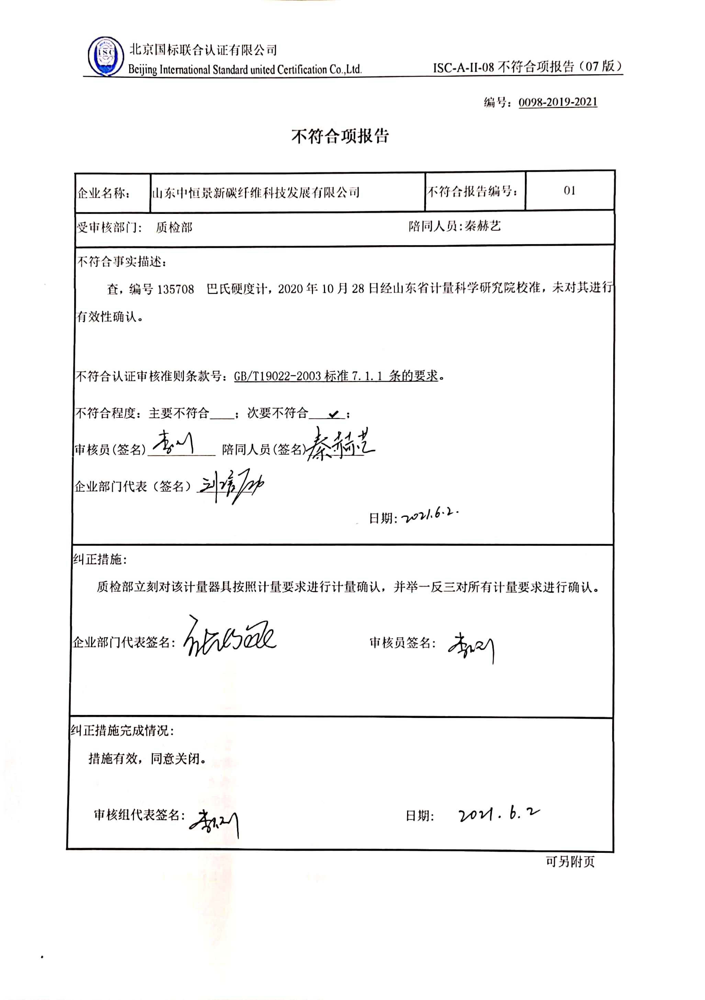 ISC
北京国标联合认证有限公司
Beijing International Standard united Certification Co.,Ltd.
ISC-A-II-08 不符合项报告（07 版）
编号：0098-2019-2021
不符合项报告
企业名称： 山东中恒景新碳纤维科技发展有限公司 不符合报告编号： 01
受审核部门： 质检部 陪同人员:秦赫艺
不符合事实描述：
查，编号 135708 巴氏硬度计，2020 年 10 月 28 日经山东省计量科学研究院校准，未对其进行
有效性确认。
不符合认证审核准则条款号：GB/T19022-2003 标准 7.1.1 条的要求。
不符合程度：主要不符合____；次要不符合___✓_；
审核员(签名) 陪同人员(签名) 秦赫艺
企业部门代表（签名）
日期：2021.6.2.
纠正措施：
质检部立刻对该计量器具按照计量要求进行计量确认，并举一反三对所有计量要求进行确认。
企业部门代表签名： 审核员签名：
纠正措施完成情况：
措施有效，同意关闭。
审核组代表签名： 日期： 2021.6.2
可另附页